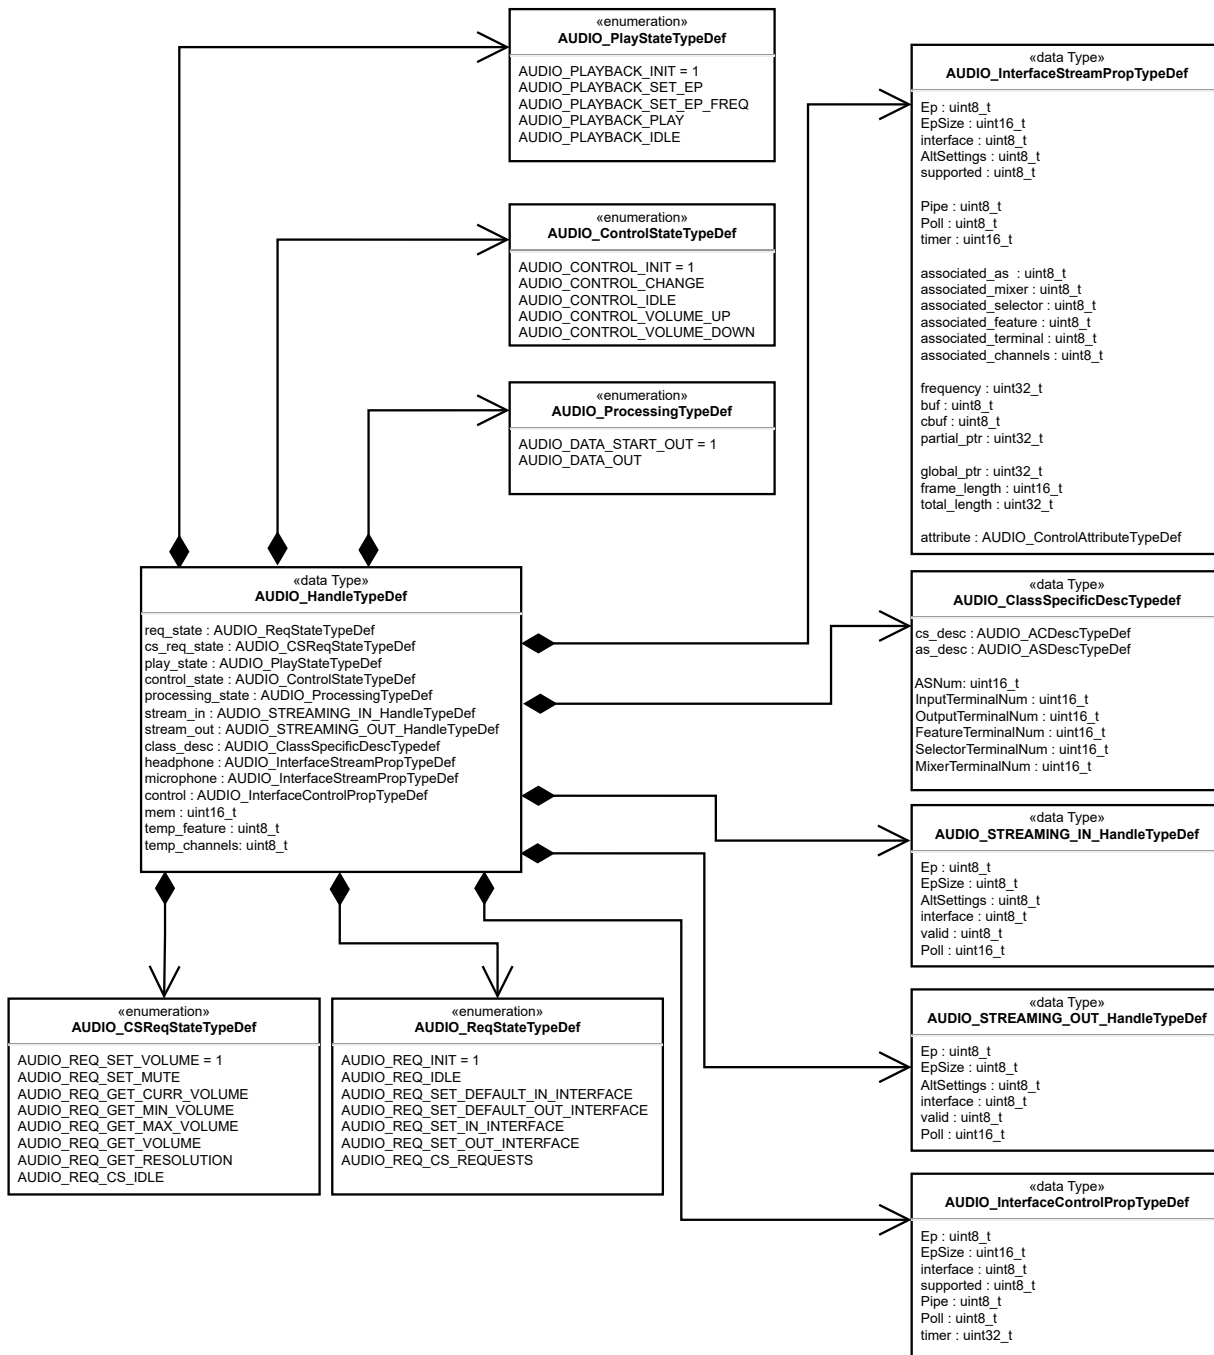 «enumeration»
AUDIO_PlayStateTypeDef
AUDIO_PLAYBACK_INIT = 1
AUDIO_PLAYBACK_SET_EP
AUDIO_PLAYBACK_SET_EP_FREQ
AUDIO_PLAYBACK_PLAY
AUDIO_PLAYBACK_IDLE
«enumeration»
AUDIO_ControlStateTypeDef
AUDIO_CONTROL_INIT = 1
AUDIO_CONTROL_CHANGE
AUDIO_CONTROL_IDLE
AUDIO_CONTROL_VOLUME_UP
AUDIO_CONTROL_VOLUME_DOWN
«enumeration»
AUDIO_ProcessingTypeDef
AUDIO_DATA_START_OUT = 1
AUDIO_DATA_OUT
«data Type»
AUDIO_HandleTypeDef
req_state : AUDIO_ReqStateTypeDef
cs_req_state : AUDIO_CSReqStateTypeDef
play_state : AUDIO_PlayStateTypeDef
control_state : AUDIO_ControlStateTypeDef
processing_state : AUDIO_ProcessingTypeDef
stream_in : AUDIO_STREAMING_IN_HandleTypeDef
stream_out : AUDIO_STREAMING_OUT_HandleTypeDef
class_desc : AUDIO_ClassSpecificDescTypedef
headphone : AUDIO_InterfaceStreamPropTypeDef
microphone : AUDIO_InterfaceStreamPropTypeDef
control : AUDIO_InterfaceControlPropTypeDef
mem : uint16_t
temp_feature : uint8_t
temp_channels: uint8_t
«enumeration»
AUDIO_CSReqStateTypeDef
AUDIO_REQ_SET_VOLUME = 1
AUDIO_REQ_SET_MUTE
AUDIO_REQ_GET_CURR_VOLUME
AUDIO_REQ_GET_MIN_VOLUME
AUDIO_REQ_GET_MAX_VOLUME
AUDIO_REQ_GET_VOLUME
AUDIO_REQ_GET_RESOLUTION
AUDIO_REQ_CS_IDLE
«enumeration»
AUDIO_ReqStateTypeDef
AUDIO_REQ_INIT = 1
AUDIO_REQ_IDLE
AUDIO_REQ_SET_DEFAULT_IN_INTERFACE
AUDIO_REQ_SET_DEFAULT_OUT_INTERFACE
AUDIO_REQ_SET_IN_INTERFACE
AUDIO_REQ_SET_OUT_INTERFACE
AUDIO_REQ_CS_REQUESTS
«data Type»
AUDIO_InterfaceStreamPropTypeDef
Ep : uint8_t
EpSize : uint16_t
interface : uint8_t
AltSettings : uint8_t
supported : uint8_t
Pipe : uint8_t
Poll : uint8_t
timer : uint16_t
associated_as : uint8_t
associated_mixer : uint8_t
associated_selector : uint8_t
associated_feature : uint8_t
associated_terminal : uint8_t
associated_channels : uint8_t
frequency : uint32_t
buf : uint8_t
cbuf : uint8_t
partial_ptr : uint32_t
global_ptr : uint32_t
frame_length : uint16_t
total_length : uint32_t
attribute : AUDIO_ControlAttributeTypeDef
«data Type»
AUDIO_ClassSpecificDescTypedef
cs_desc : AUDIO_ACDescTypeDef
as_desc : AUDIO_ASDescTypeDef
ASNum: uint16_t
InputTerminalNum : uint16_t
OutputTerminalNum : uint16_t
FeatureTerminalNum : uint16_t
SelectorTerminalNum : uint16_t
MixerTerminalNum : uint16_t
«data Type»
AUDIO_STREAMING_IN_HandleTypeDef
Ep : uint8_t
EpSize : uint8_t
AltSettings : uint8_t
interface : uint8_t
valid : uint8_t
Poll : uint16_t
«data Type»
AUDIO_STREAMING_OUT_HandleTypeDef
Ep : uint8_t
EpSize : uint8_t
AltSettings : uint8_t
interface : uint8_t
valid : uint8_t
Poll : uint16_t
«data Type»
AUDIO_InterfaceControlPropTypeDef
Ep : uint8_t
EpSize : uint16_t
interface : uint8_t
supported : uint8_t
Pipe : uint8_t
Poll : uint8_t
timer : uint32_t